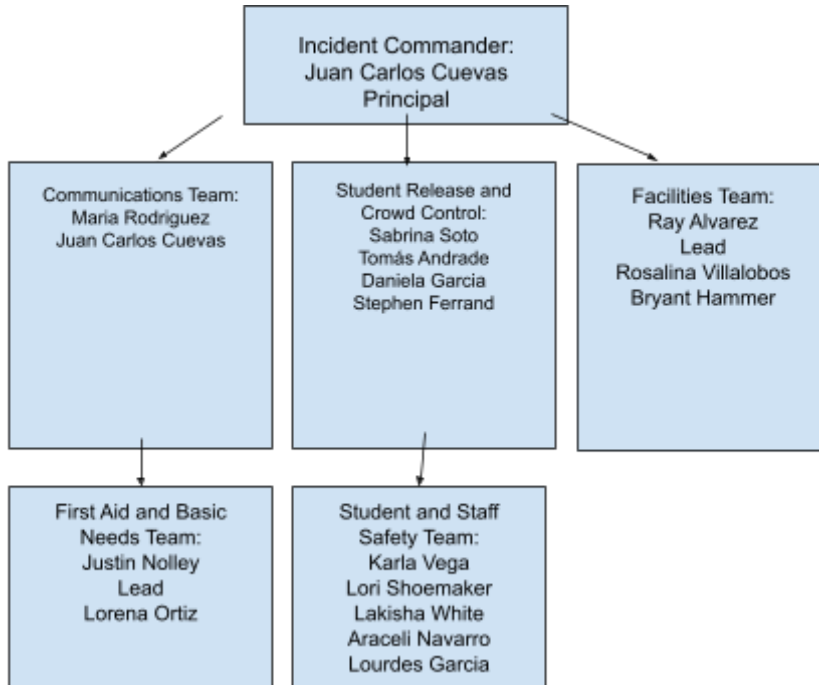 Incident Commander:
Juan Carlos Cuevas
Principal
Communications Team:
Maria Rodriguez
Juan Carlos Cuevas
Student Release and
Crowd Control:
Sabrina Soto
Tomás Andrade
Daniela Garcia
Stephen Ferrand
Facilities Team:
Ray Alvarez
Lead
Rosalina Villalobos
Bryant Hammer
First Aid and Basic
Needs Team:
Justin Nolley
Lead
Lorena Ortiz
Student and Staff
Safety Team:
Karla Vega
Lori Shoemaker
Lakisha White
Araceli Navarro
Lourdes Garcia